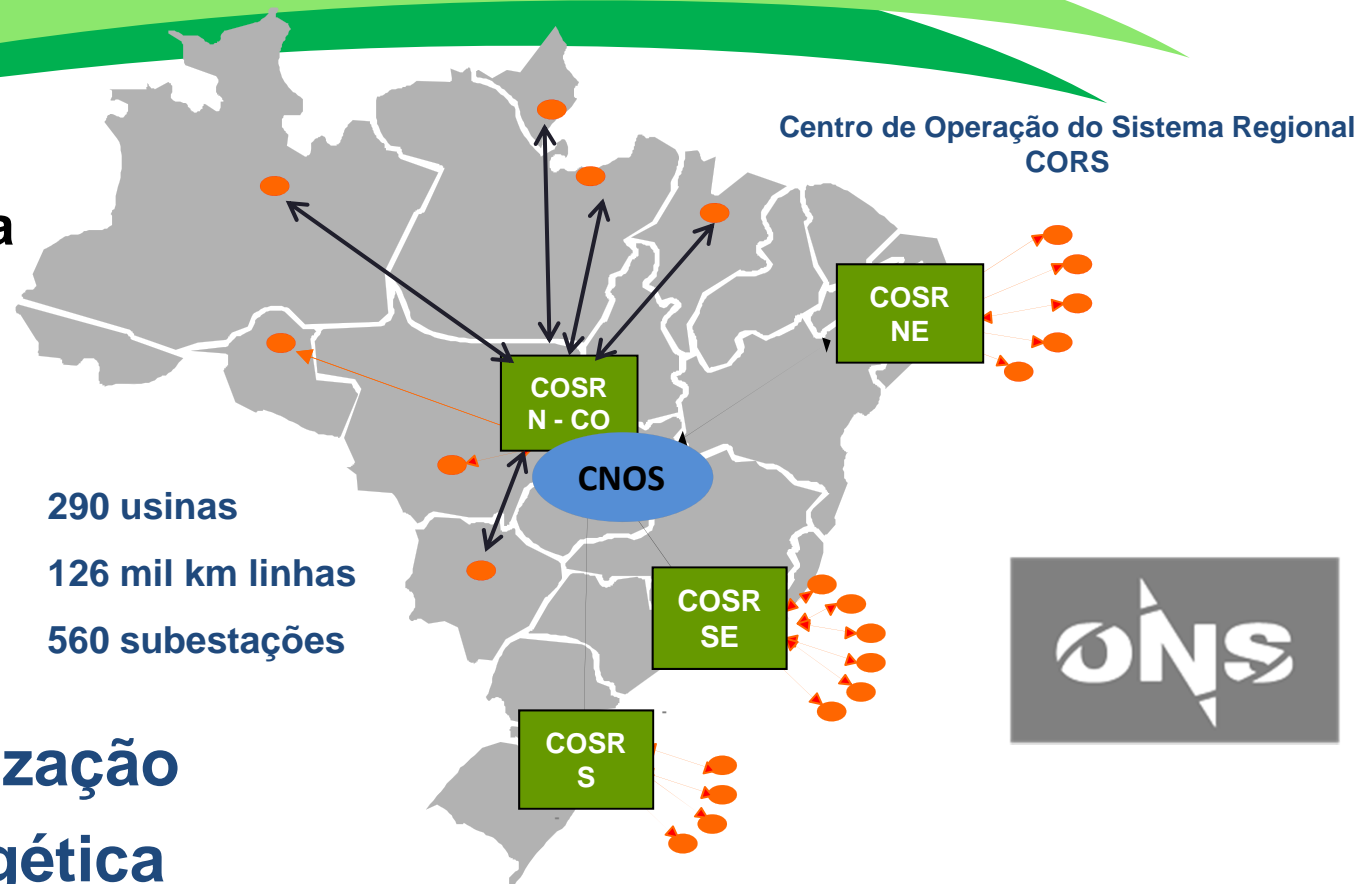 Centro de Operação do Sistema Regional
CORS
a
COSR
NE
COSR
N - CO
CNOS
290 usinas
126 mil km linhas
560 subestações
COSR
SE
ONS
COSR
S
ização
gética